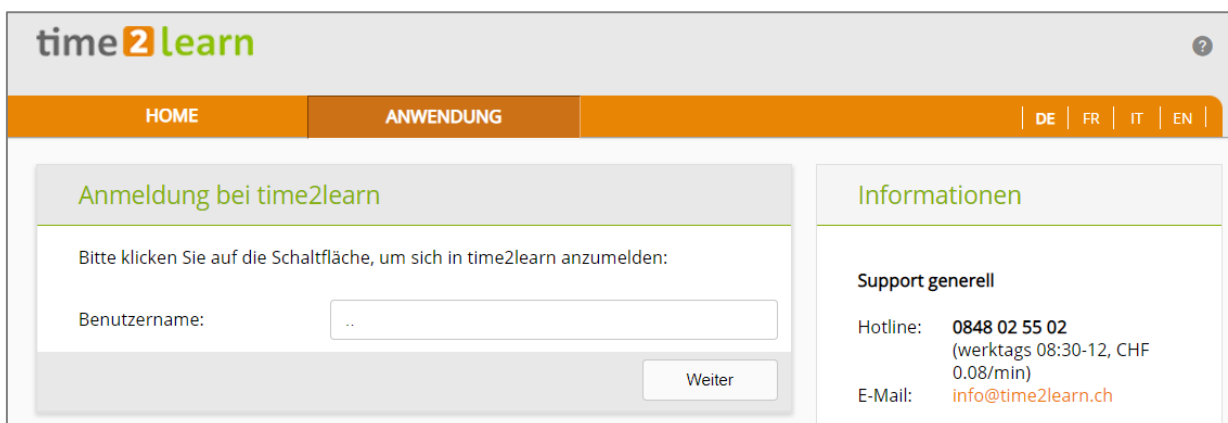 time2learn
?
HOME
ANWENDUNG
DE | FR | IT | EN |
Anmeldung bei time2learn
Bitte klicken Sie auf die Schaltfläche, um sich in time2learn anzumelden:
Benutzername:
..
Weiter
Informationen
Support generell
Hotline: 0848 02 55 02
(werktags 08:30-12, CHF
0.08/min)
E-Mail: info@time2learn.ch